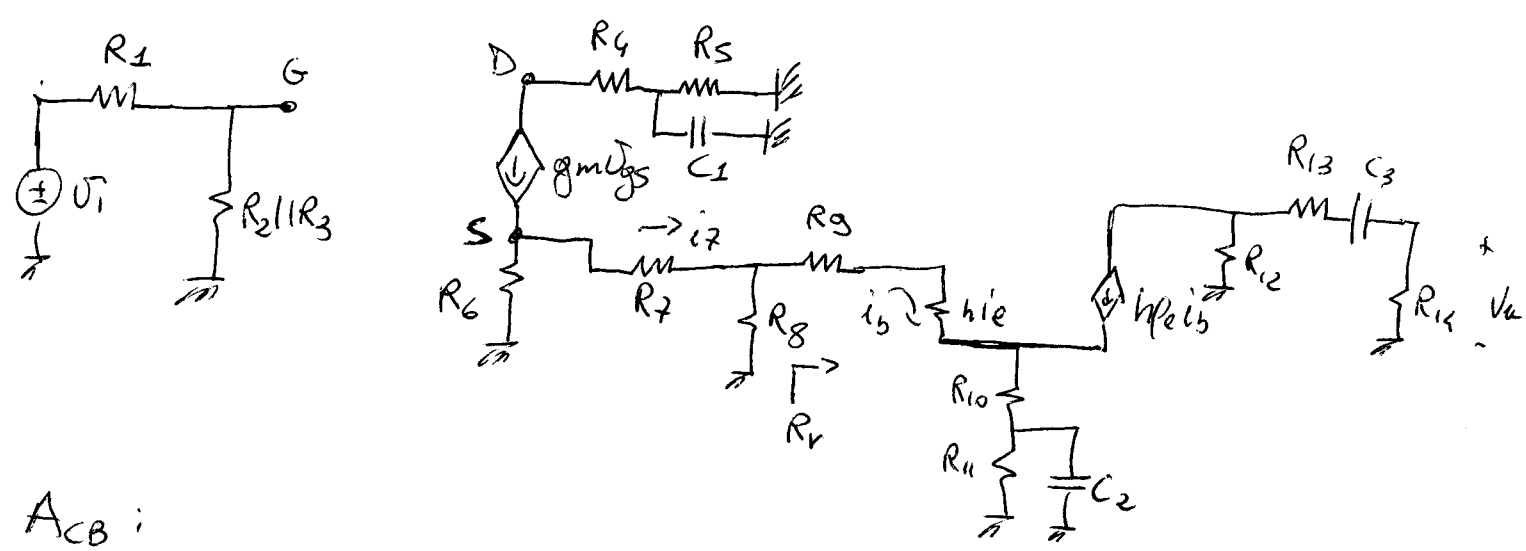 R1
G
vi
R2||R3
D
R4
R5
C1
gmvgs
S
R6
→ i7
R7
R8
R9
Rv
ib
hie
hfeib
R10
R11
C2
R12
R13
C3
R14
+
Vu
-
ACB :